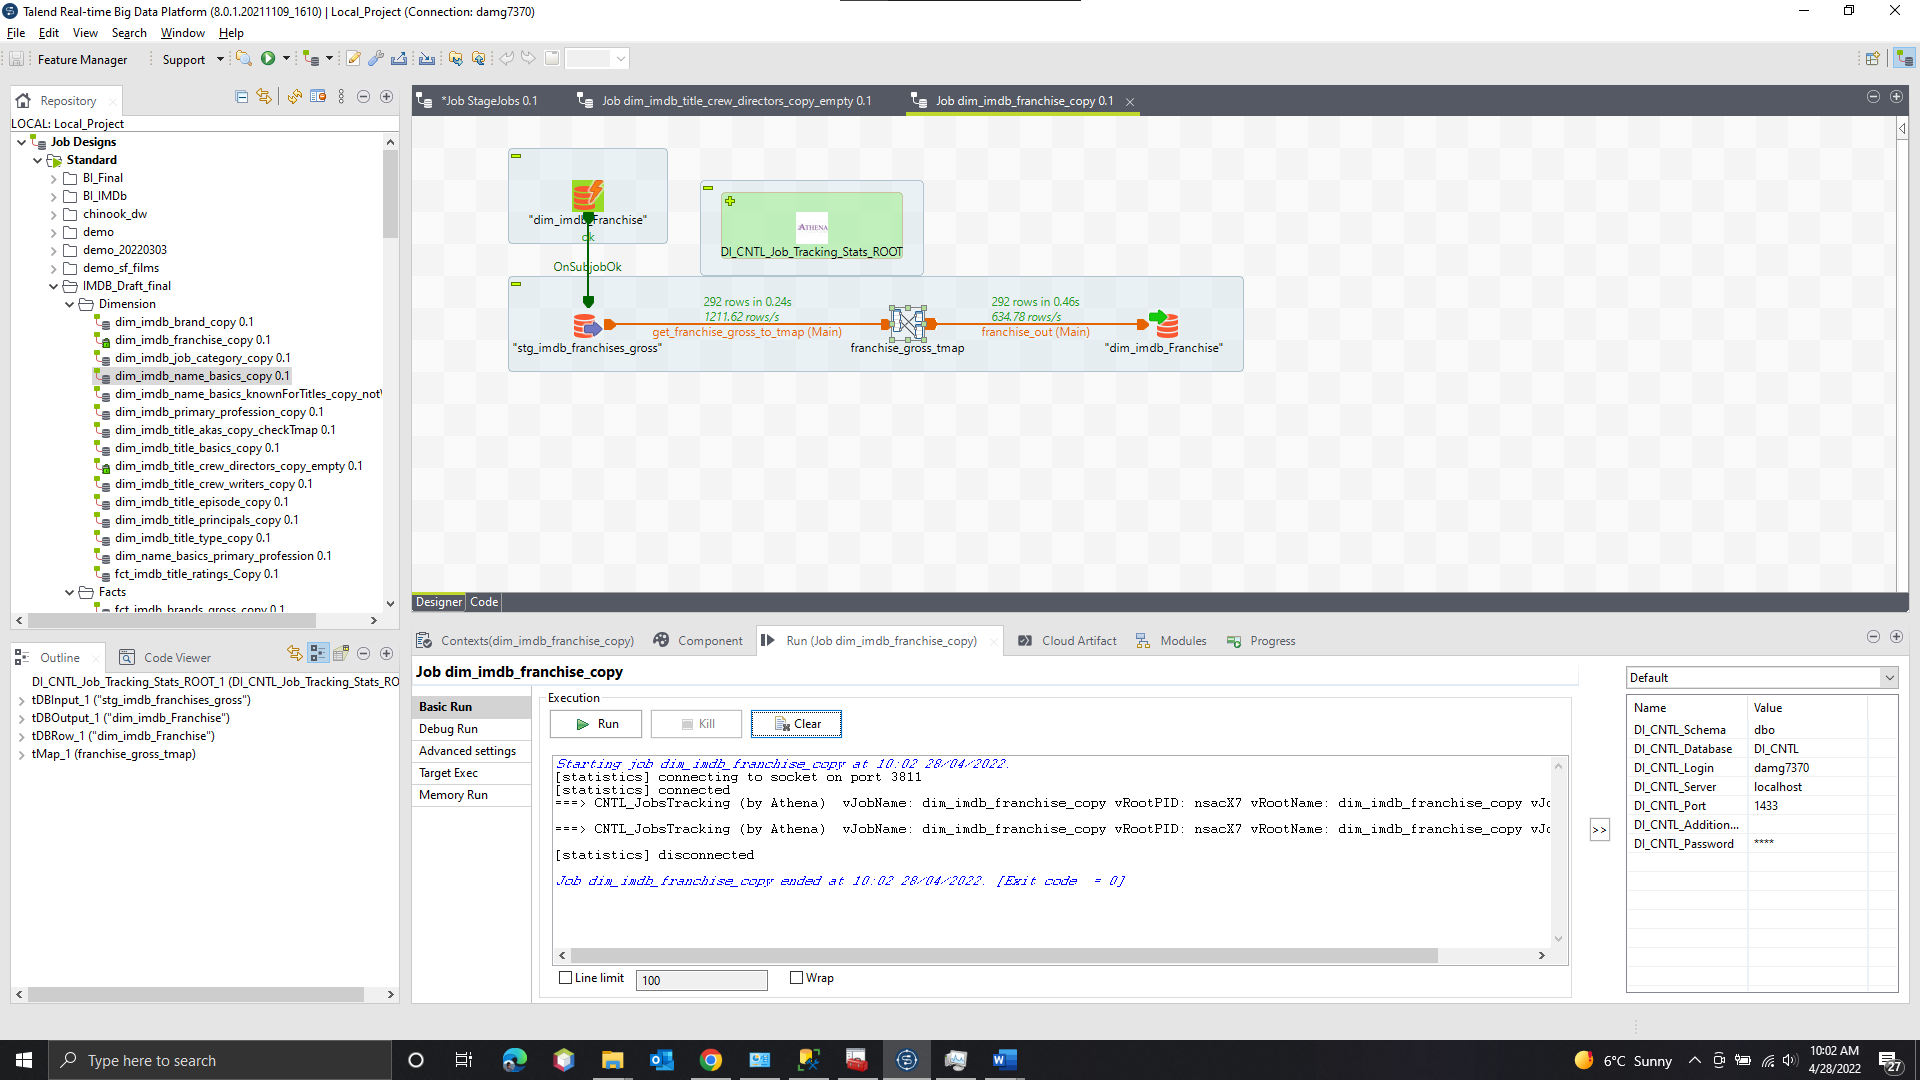 Talend Real-time Big Data Platform (8.0.1.20211109_1610) | Local_Project (Connection: damg7370)
File Edit View Search Window Help
Feature Manager Support
Repository
LOCAL: Local_Project
Job Designs
Standard
BI_Final
BI_IMDb
chinook_dw
demo
demo_20220303
demo_sf_films
IMDB_Draft_final
Dimension
dim_imdb_brand_copy 0.1
dim_imdb_franchise_copy 0.1
dim_imdb_job_category_copy 0.1
dim_imdb_name_basics_copy 0.1
dim_imdb_name_basics_knownForTitles_copy_not
dim_imdb_primary_profession_copy 0.1
dim_imdb_title_akas_copy_checkTmap 0.1
dim_imdb_title_basics_copy 0.1
dim_imdb_title_crew_directors_copy_empty 0.1
dim_imdb_title_crew_writers_copy 0.1
dim_imdb_title_episode_copy 0.1
dim_imdb_title_principals_copy 0.1
dim_imdb_title_type_copy 0.1
dim_name_basics_primary_profession 0.1
fct_imdb_title_ratings_Copy 0.1
Facts
fct_imdb_brands_gross_copy 0.1
*Job StageJobs 0.1 Job dim_imdb_title_crew_directors_copy_empty 0.1 Job dim_imdb_franchise_copy 0.1
"dim_imdb_Franchise"
ok
OnSubjobOk
ATHENA
DI_CNTL_Job_Tracking_Stats_ROOT
292 rows in 0.24s
1211.62 rows/s
get_franchise_gross_to_tmap (Main)
292 rows in 0.46s
634.78 rows/s
franchise_out (Main)
"stg_imdb_franchises_gross" franchise_gross_tmap "dim_imdb_Franchise"
Designer Code
Outline Code Viewer
DI_CNTL_Job_Tracking_Stats_ROOT_1 (DI_CNTL_Job_Tracking_Stats_RO
tDBInput_1 ("stg_imdb_franchises_gross")
tDBOutput_1 ("dim_imdb_Franchise")
tDBRow_1 ("dim_imdb_Franchise")
tMap_1 (franchise_gross_tmap)
Contexts(dim_imdb_franchise_copy) Component Run (Job dim_imdb_franchise_copy) Cloud Artifact Modules Progress
Job dim_imdb_franchise_copy
Basic Run
Debug Run
Advanced settings
Target Exec
Memory Run
Execution
Run Kill Clear
Starting job dim_imdb_franchise_copy at 10:02 28/04/2022.
[statistics] connecting to socket on port 3811
[statistics] connected
===> CNTL_JobsTracking (by Athena) vJobName: dim_imdb_franchise_copy vRootPID: nsacX7 vRootName: dim_imdb_franchise_copy vJo
===> CNTL_JobsTracking (by Athena) vJobName: dim_imdb_franchise_copy vRootPID: nsacX7 vRootName: dim_imdb_franchise_copy vJo
[statistics] disconnected
Job dim_imdb_franchise_copy ended at 10:02 28/04/2022. [Exit code = 0]
Line limit 100 Wrap
>>
Default
Name Value
DI_CNTL_Schema dbo
DI_CNTL_Database DI_CNTL
DI_CNTL_Login damg7370
DI_CNTL_Server localhost
DI_CNTL_Port 1433
DI_CNTL_Addition...
DI_CNTL_Password ****
Type here to search
6°C Sunny
10:02 AM
4/28/2022
27